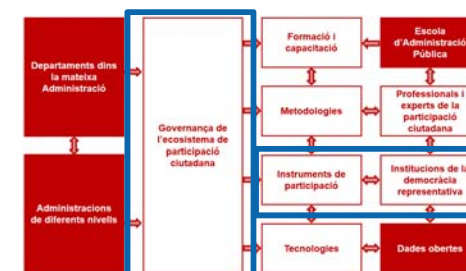 Departaments dins
la mateixa
Administració
Administracions
de diferents nivells
Governança de
l'ecosistema de
participació
ciutadana
Formació i
capacitació
Escola
d'Administració
Pública
Metodologies
Professionals i
experts de la
participació
ciutadana
Instruments de
participació
Institucions de la
democràcia
representativa
Tecnologies
Dades obertes